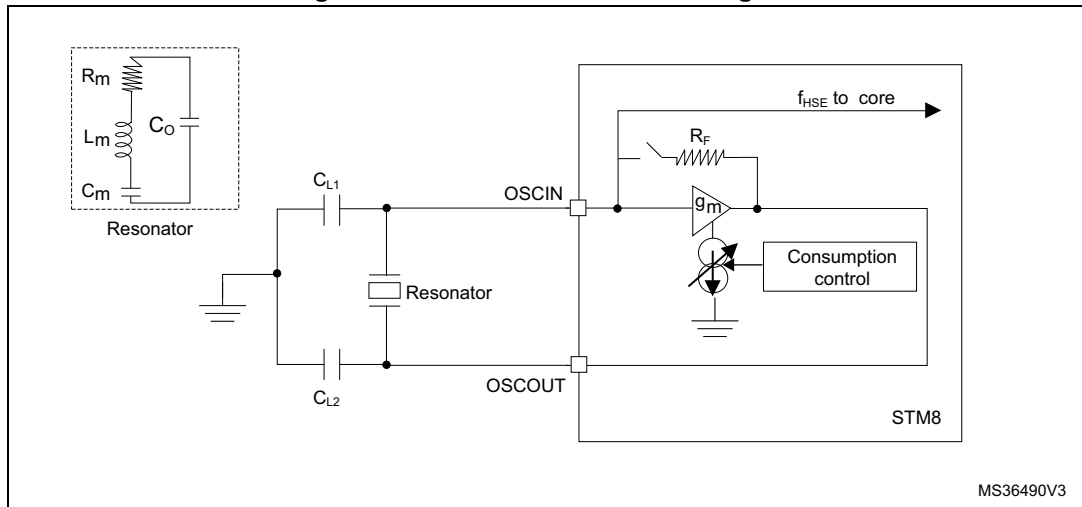 Rm
Lm
CO
Cm
Resonator
CL1
CL2
Resonator
OSCIN
OSCOUT
fHSE to core
RF
gm
Consumption
control
STM8
MS36490V3